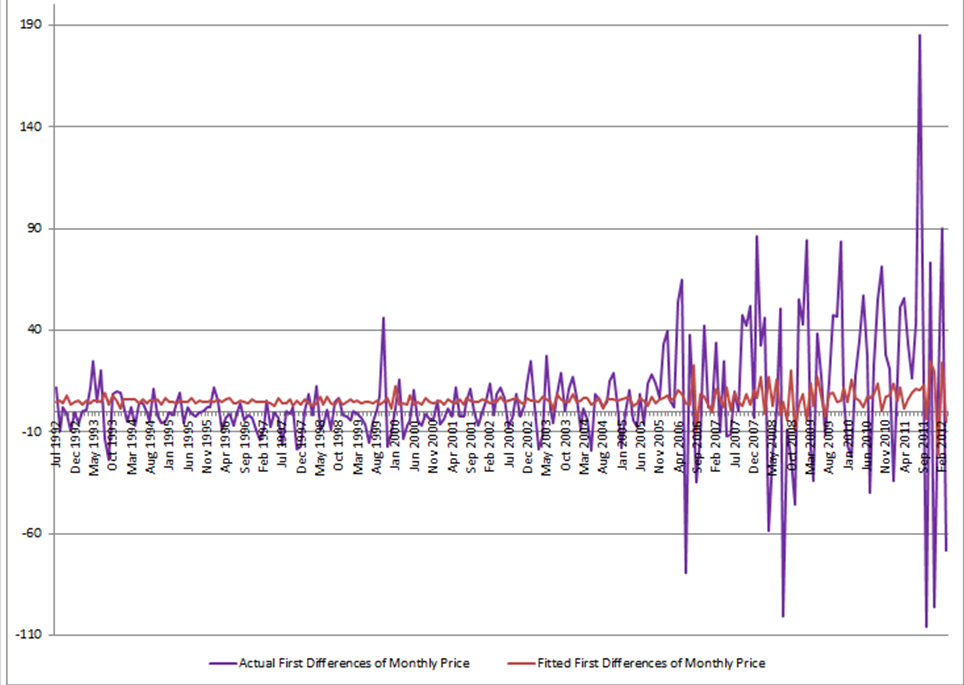 190
140
90
40
-10
-60
-110
Jul 1992
Dec 1992
May 1993
Oct 1993
Mar 1994
Aug 1994
Jan 1995
Jun 1995
Nov 1995
Apr 1996
Sep 1996
Feb 1997
Jul 1997
Dec 1997
May 1998
Oct 1998
Mar 1999
Aug 1999
Jan 2000
Jun 2000
Nov 2000
Apr 2001
Sep 2001
Feb 2002
Jul 2002
Dec 2002
May 2003
Oct 2003
Mar 2004
Aug 2004
Jan 2005
Jun 2005
Nov 2005
Apr 2006
Sep 2006
Feb 2007
Jul 2007
Dec 2007
May 2008
Oct 2008
Mar 2009
Aug 2009
Jan 2010
Jun 2010
Nov 2010
Apr 2011
Sep 2011
Feb 2012
Actual First Differences of Monthly Price
Fitted First Differences of Monthly Price